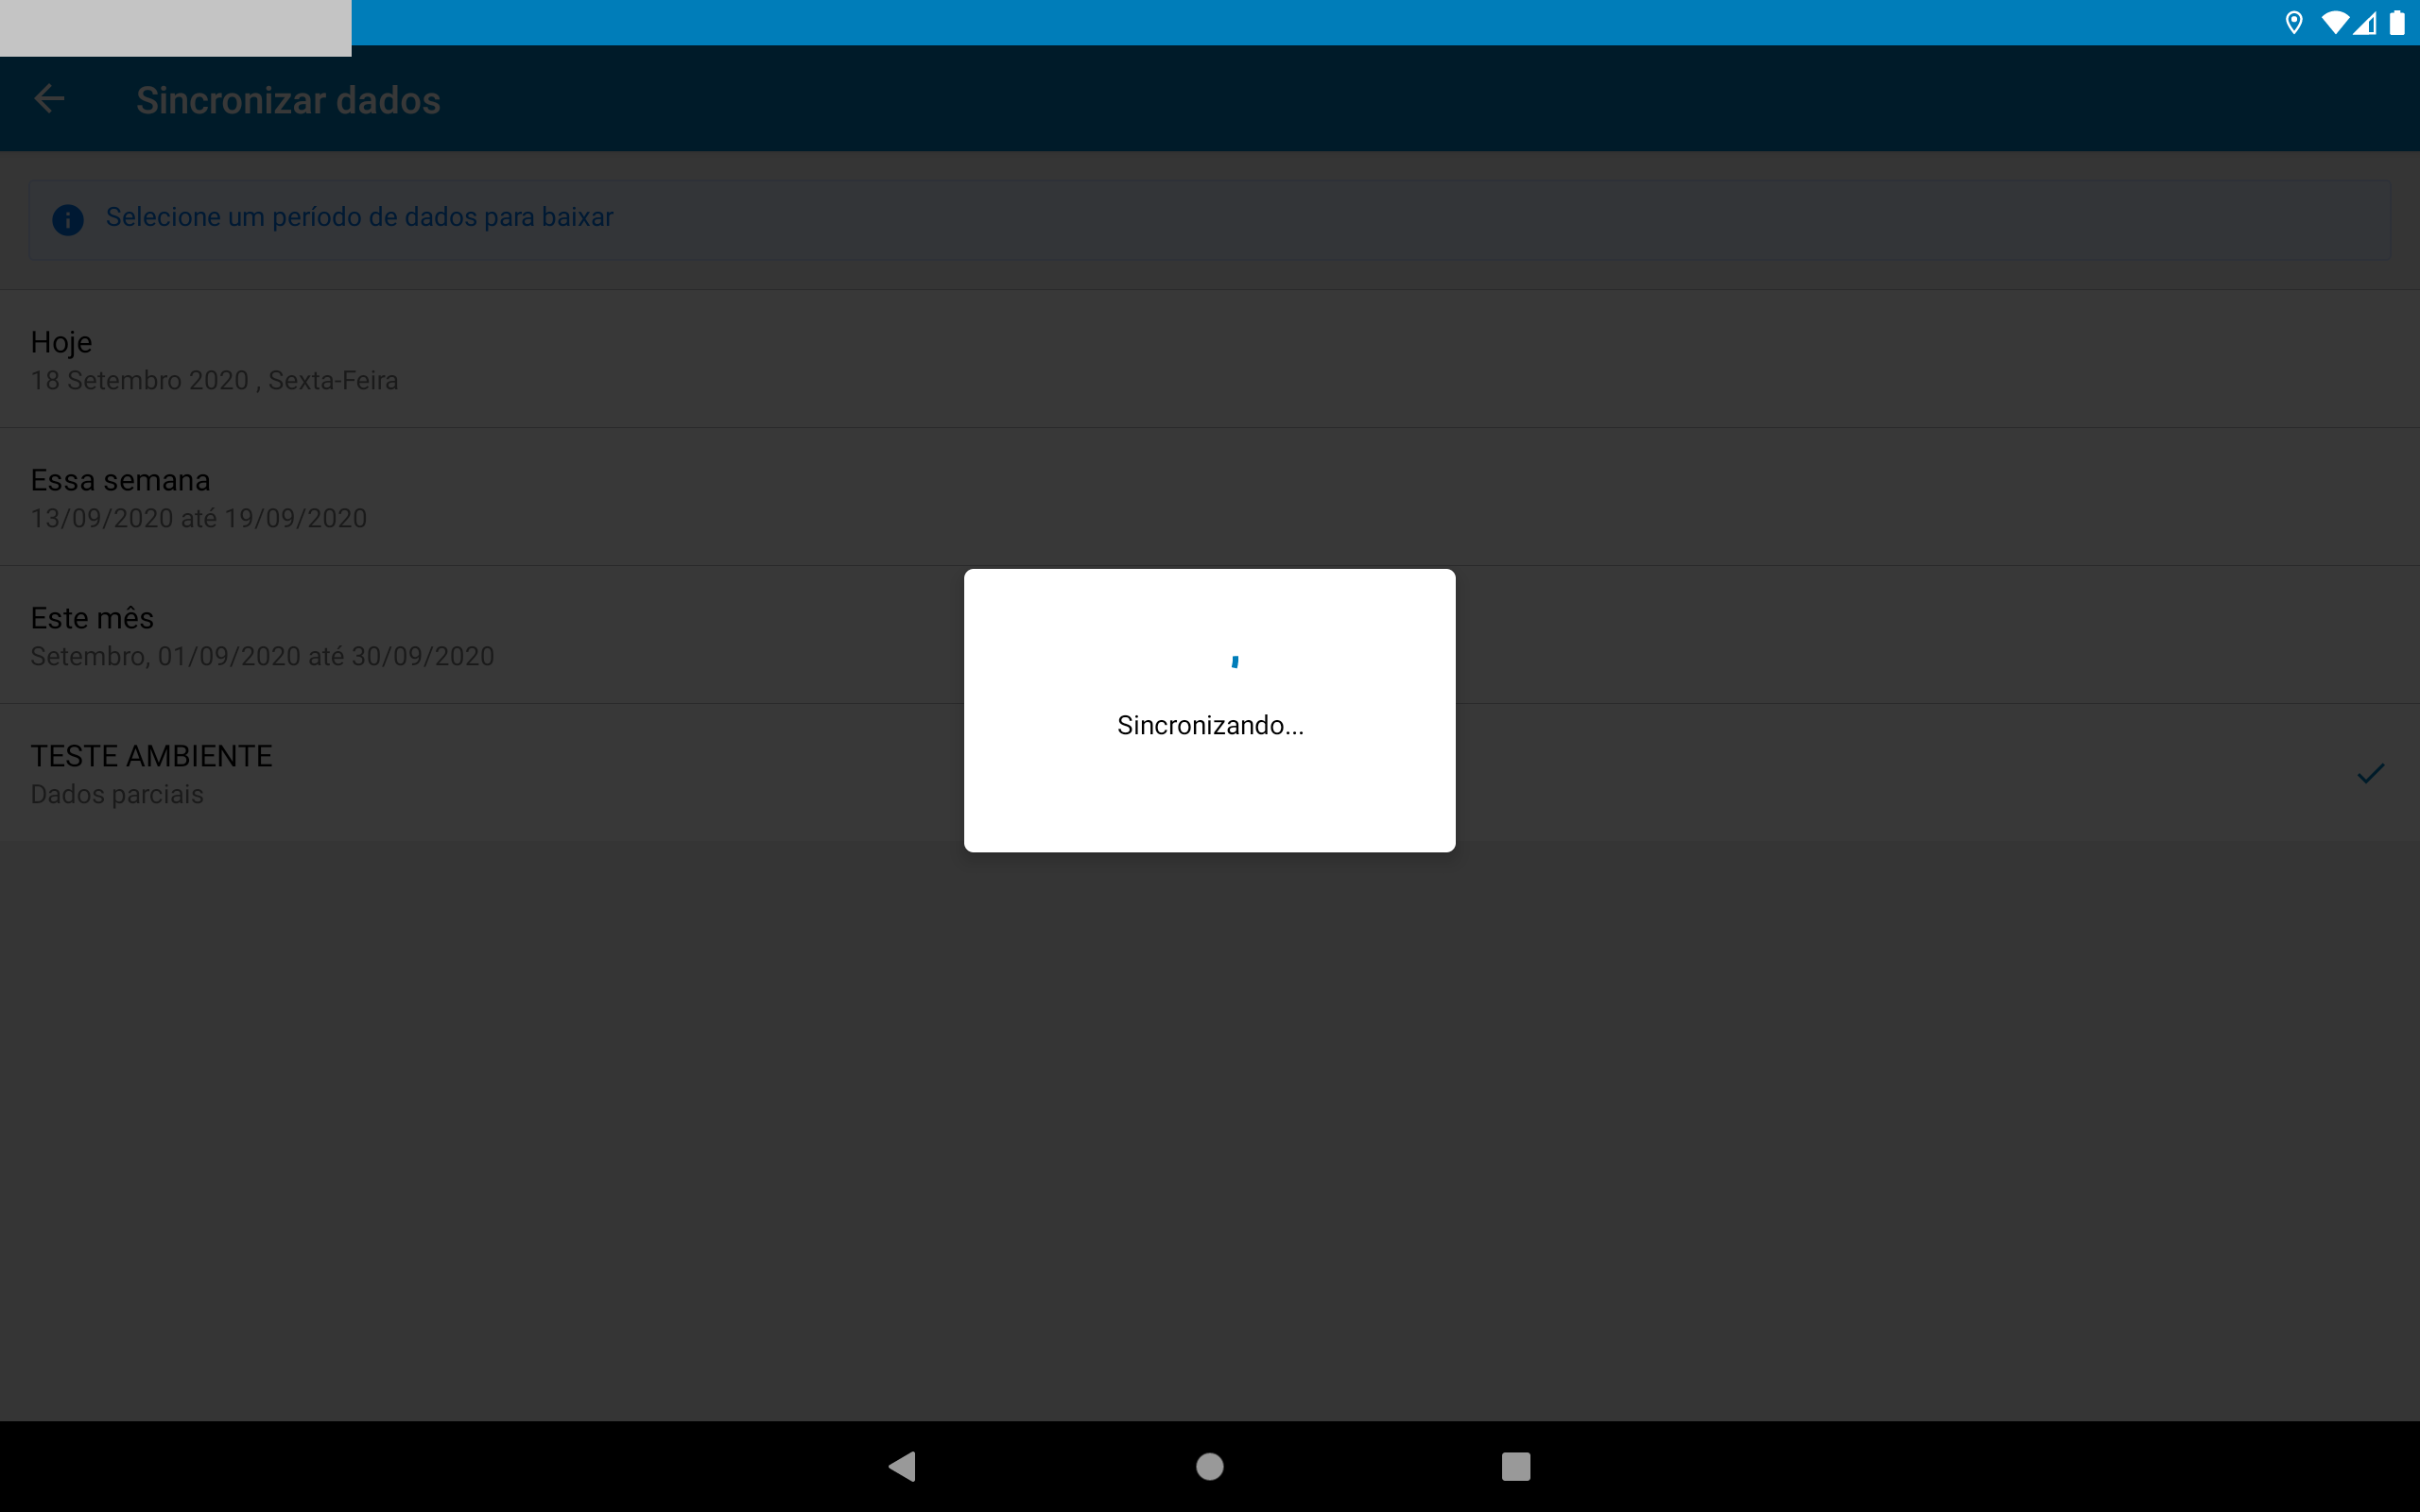 Sincronizar dados
Selecione um período de dados para baixar
Hoje
18 Setembro 2020 , Sexta-Feira
Essa semana
13/09/2020 até 19/09/2020
Este mês
Setembro, 01/09/2020 até 30/09/2020
Sincronizando...
TESTE AMBIENTE
Dados parciais